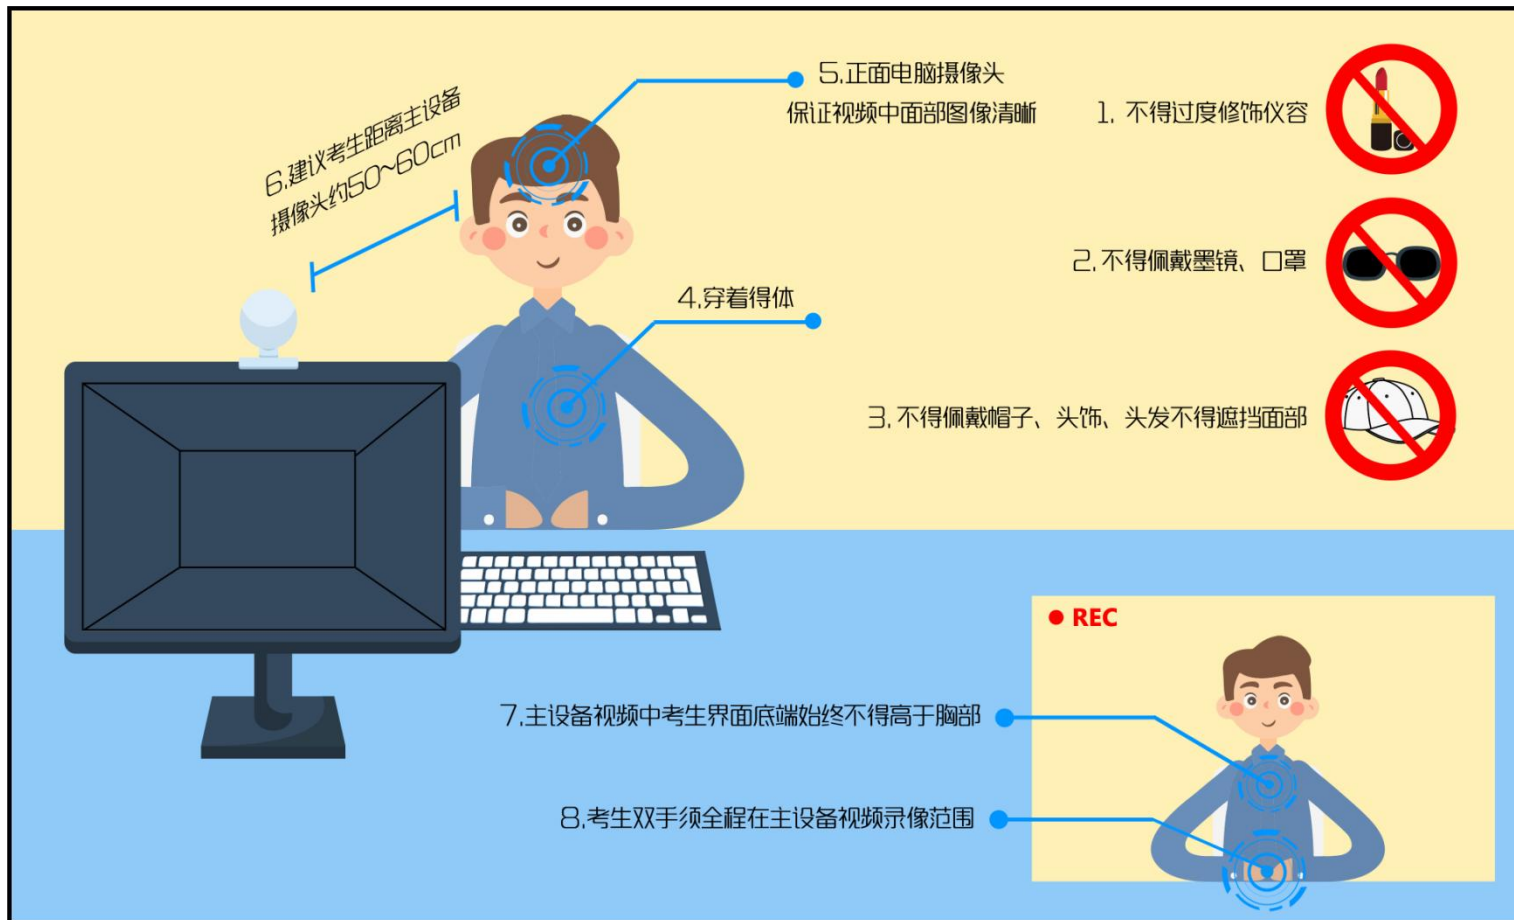 1. 不得过度修饰仪容
2.不得佩戴墨镜、口罩
3.不得佩戴帽子、头饰、头发不得遮挡面部
4.穿着得体
5.正面电脑摄像头
保证视频中面部图像清晰
6.建议考生距离主设备
摄像头约50~60cm
REC
7.主设备视频中考生界面底端始终不得高于胸部
8.考生双手须全程在主设备视频录像范围